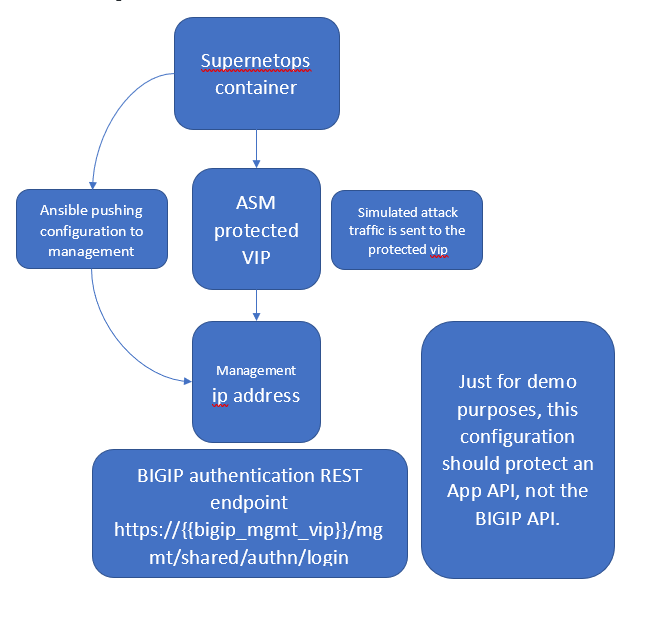 Supernetops
container
Ansible pushing
configuration to
management
ASM
protected
VIP
Simulated attack
traffic is sent to the
protected vip
Management
ip address
Just for demo
purposes, this
configuration
should protect an
App API, not the
BIGIP API.
BIGIP authentication REST
endpoint
https://{{bigip_mgmt_vip}}/mg
mt/shared/authn/login